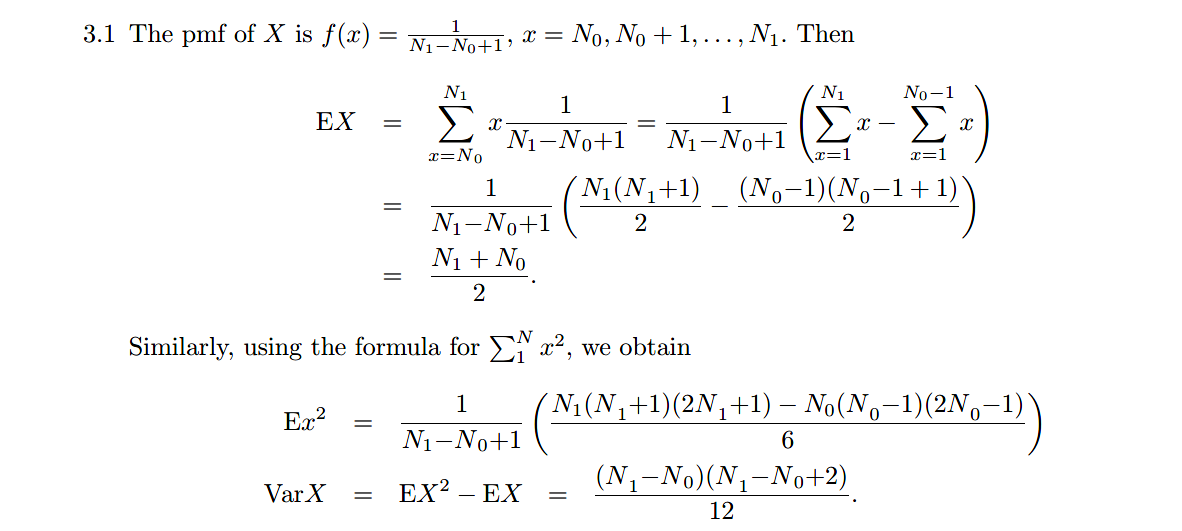 3.1 The pmf of X is f(x) = 1/(N₁−N₀+1), x = N₀, N₀ + 1, . . . , N₁. Then
EX = ∑_{x=N₀}^{N₁} x 1/(N₁−N₀+1) = 1/(N₁−N₀+1) (∑_{x=1}^{N₁} x − ∑_{x=1}^{N₀−1} x)
= 1/(N₁−N₀+1) (N₁(N₁+1)/2 − (N₀−1)(N₀−1+1)/2)
= (N₁ + N₀)/2.
Similarly, using the formula for ∑₁ᴺ x², we obtain
Ex² = 1/(N₁−N₀+1) ((N₁(N₁+1)(2N₁+1) − N₀(N₀−1)(2N₀−1))/6)
VarX = EX² − EX = (N₁−N₀)(N₁−N₀+2)/12.